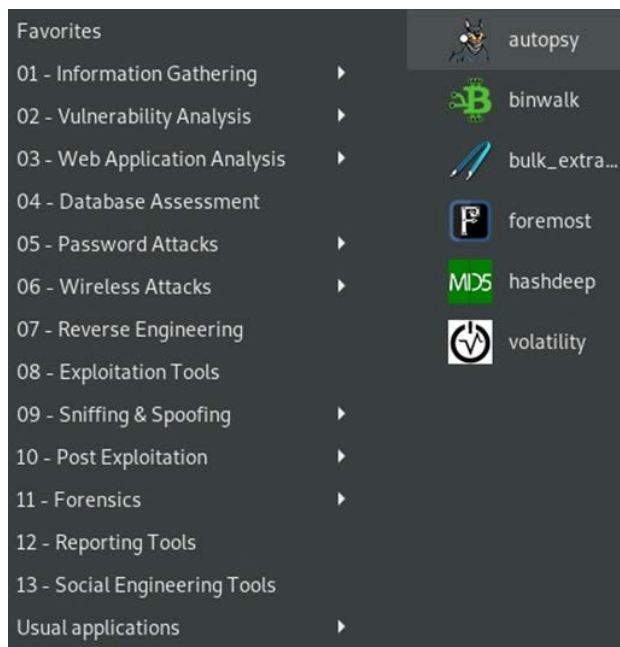 Favorites
01 - Information Gathering
02 - Vulnerability Analysis
03 - Web Application Analysis
04 - Database Assessment
05 - Password Attacks
06 - Wireless Attacks
07 - Reverse Engineering
08 - Exploitation Tools
09 - Sniffing & Spoofing
10 - Post Exploitation
11 - Forensics
12 - Reporting Tools
13 - Social Engineering Tools
Usual applications
autopsy
binwalk
bulk_extra...
F foremost
MD5 hashdeep
volatility